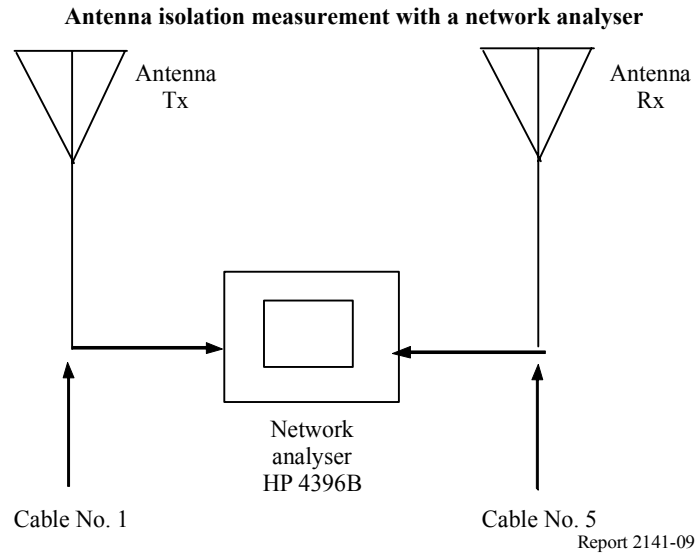 Antenna isolation measurement with a network analyser
Antenna
Tx
Antenna
Rx
Network
analyser
HP 4396B
Cable No. 1
Cable No. 5
Report 2141-09